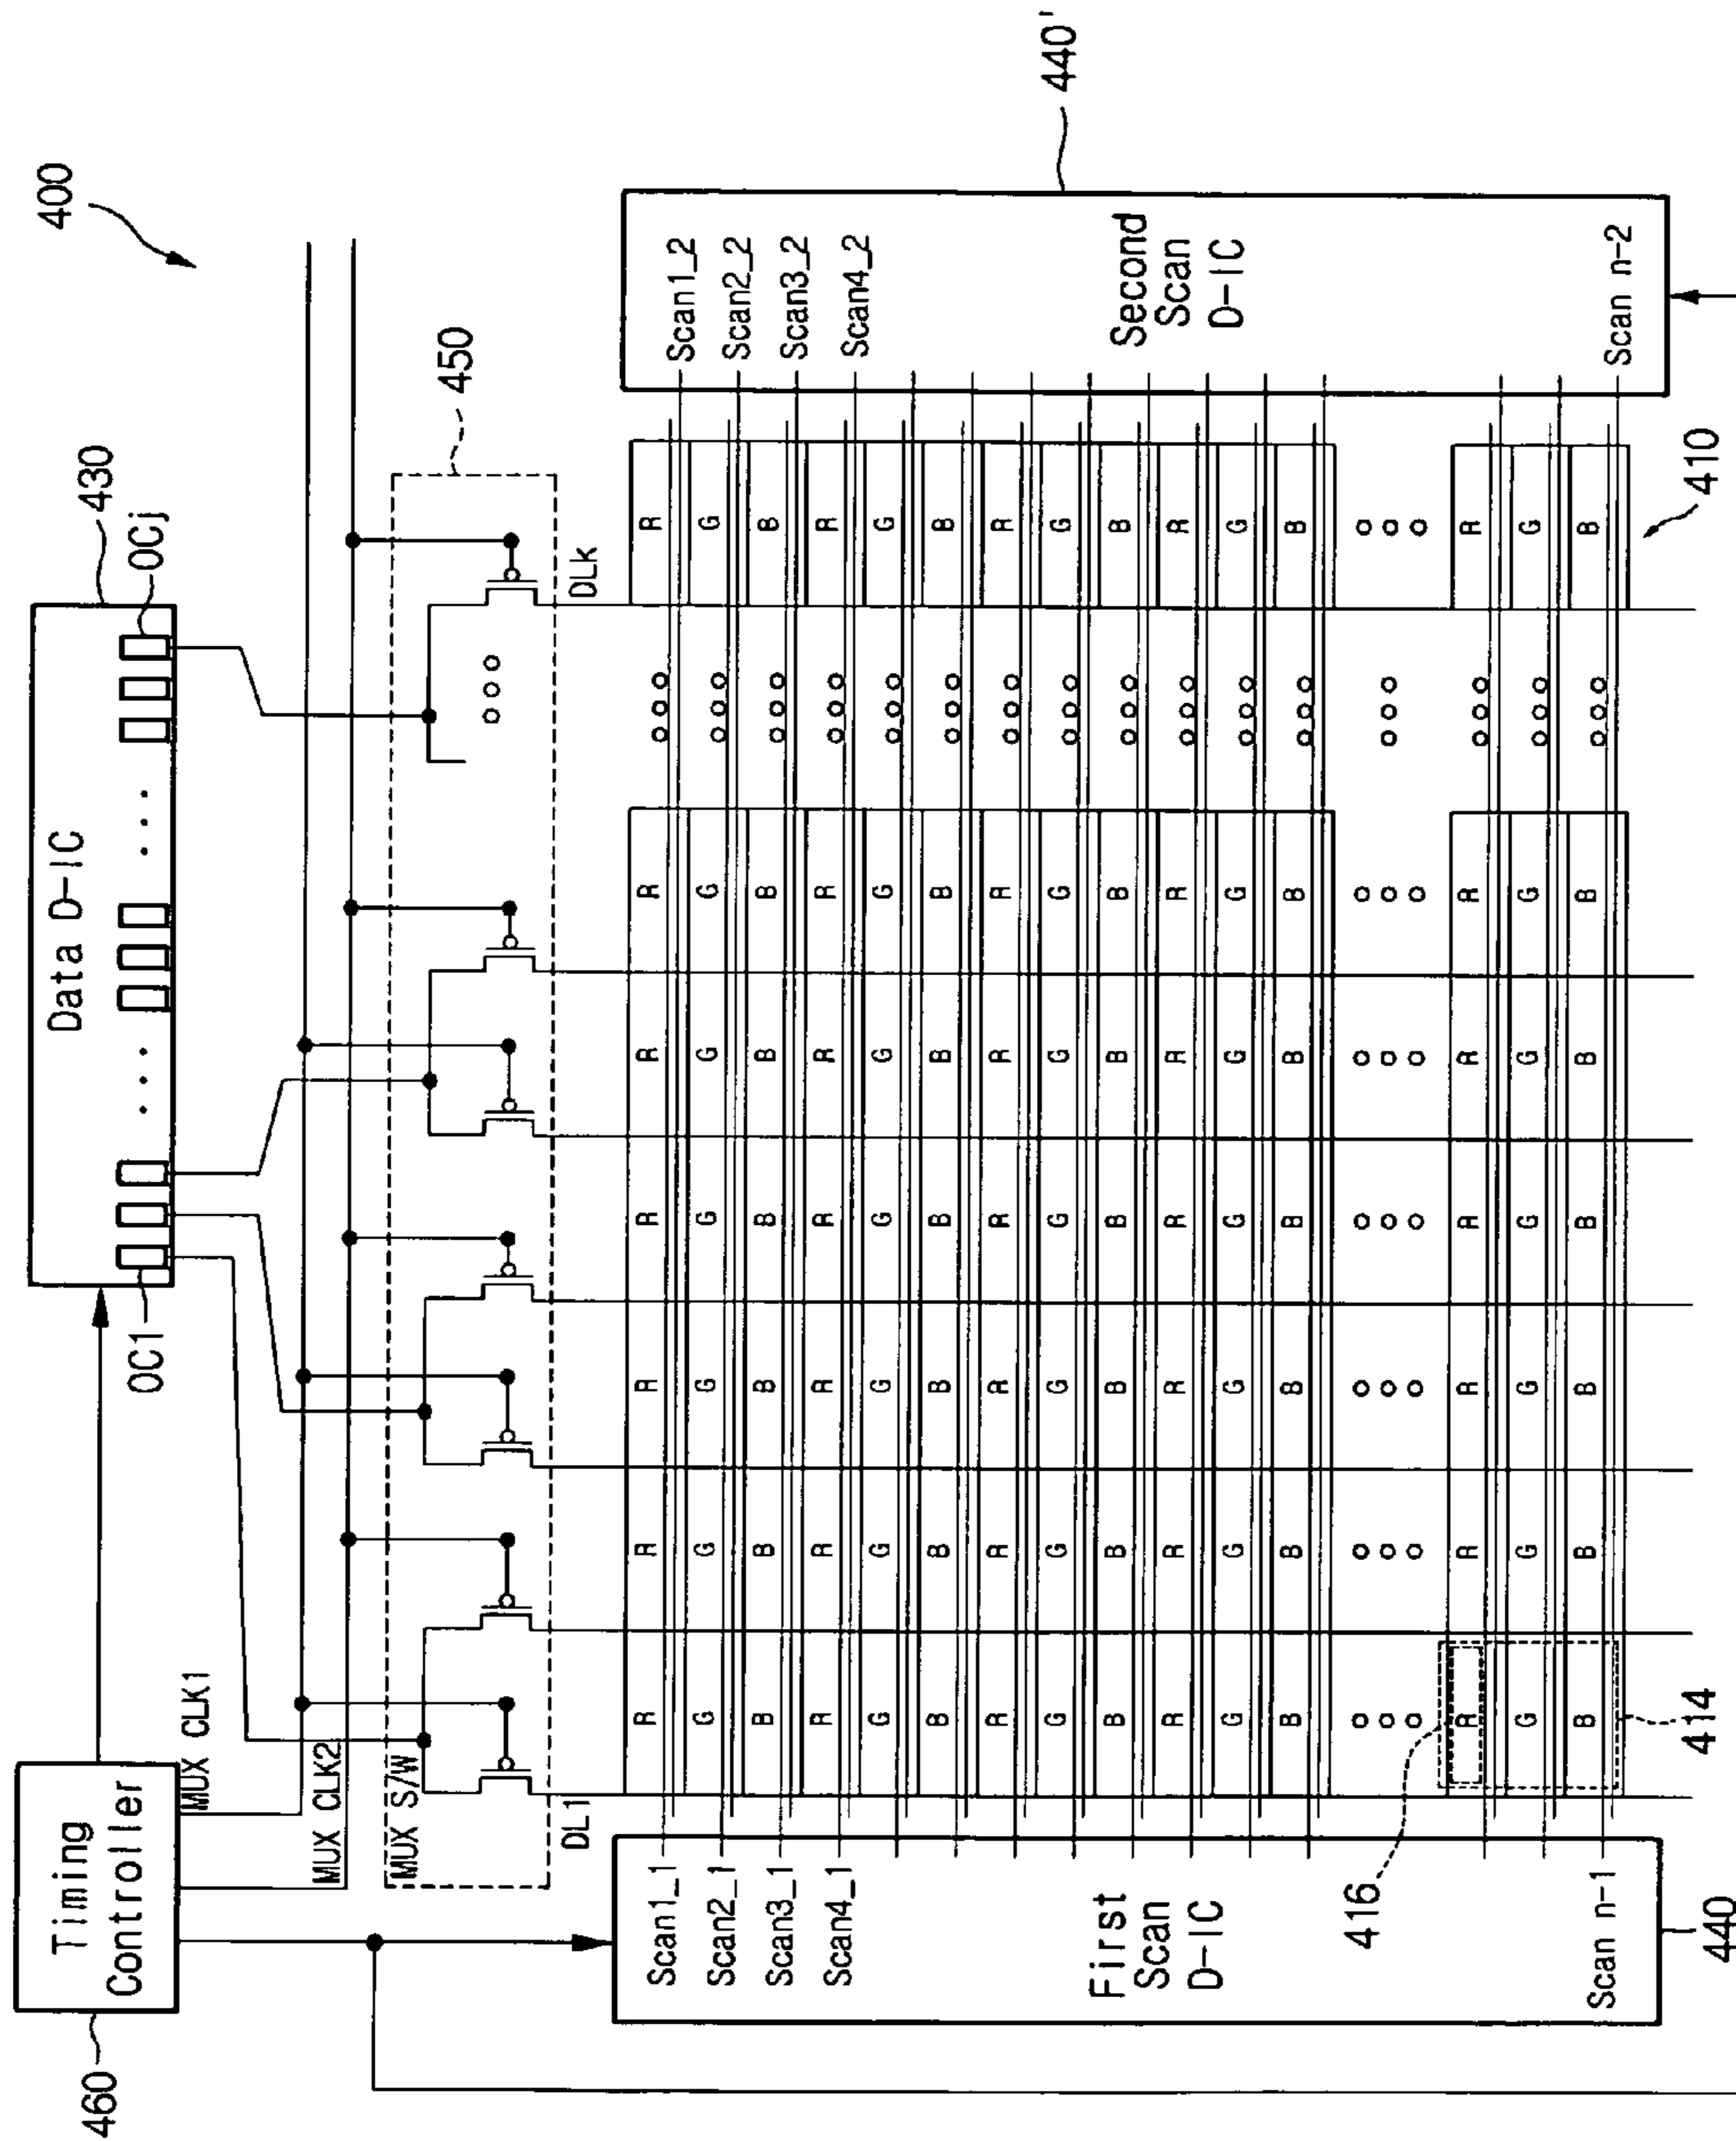 400
460
Timing
Controller
Data D-IC
430
OC1
OCj
MUX CLK1
MUX CLK2
MUX S/W
450
DL1
DLk
Scan1_1
R R R R R R R
Scan1_2
Scan2_1
G G G G G G G
Scan2_2
Scan3_1
B B B B B B B
Scan3_2
Scan4_1
R R R R R R R
Scan4_2
G G G G G G G
B B B B B B B
R R R R R R R
G G G G G G G
B B B B B B B
R R R R R R R
G G G G G G G
B B B B B B B
First
Scan
D-IC
Second
Scan
D-IC
416
R R R R R R R
G G G G G G G
Scan n-1
B B B B B B B
Scan n-2
440
414
410
440'